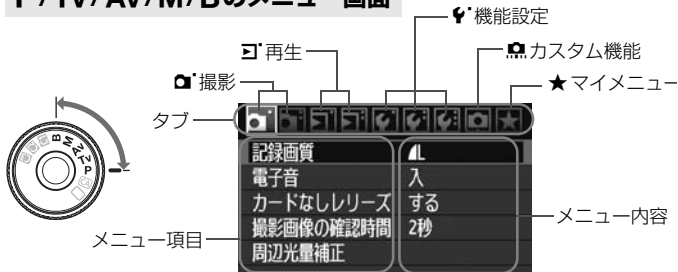 P/Tv/Av/M/Bのメニュー画面
機能設定
再生
カスタム機能
撮影
★マイメニュー
タブ
記録画質 L
電子音 入
カードなしレリーズ する
撮影画像の確認時間 2秒
周辺光量補正
メニュー項目
メニュー内容
B M Av Tv P